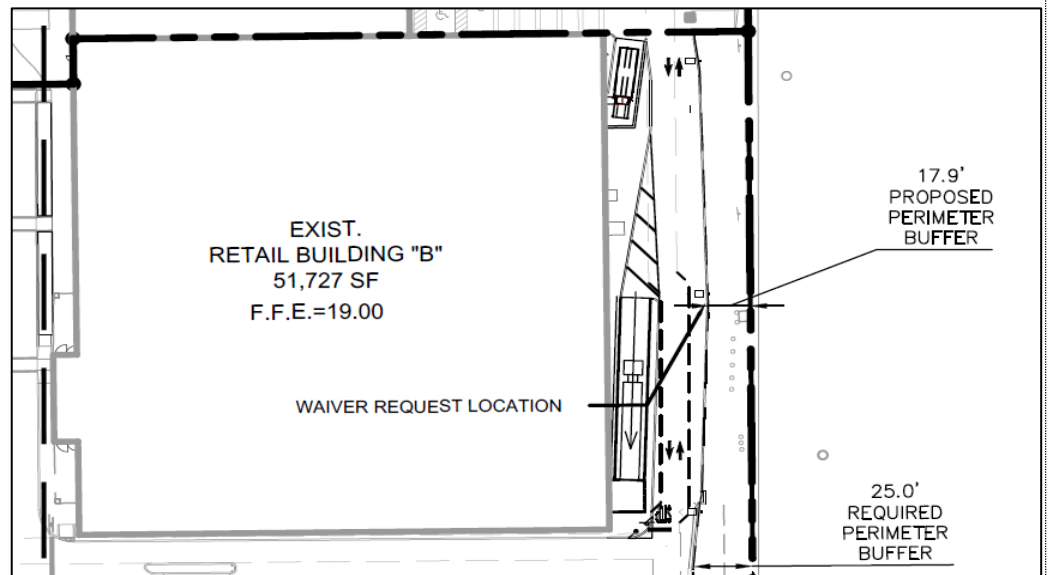 EXIST.
RETAIL BUILDING "B"
51,727 SF
F.F.E.=19.00
WAIVER REQUEST LOCATION
17.9'
PROPOSED
PERIMETER
BUFFER
25.0'
REQUIRED
PERIMETER
BUFFER